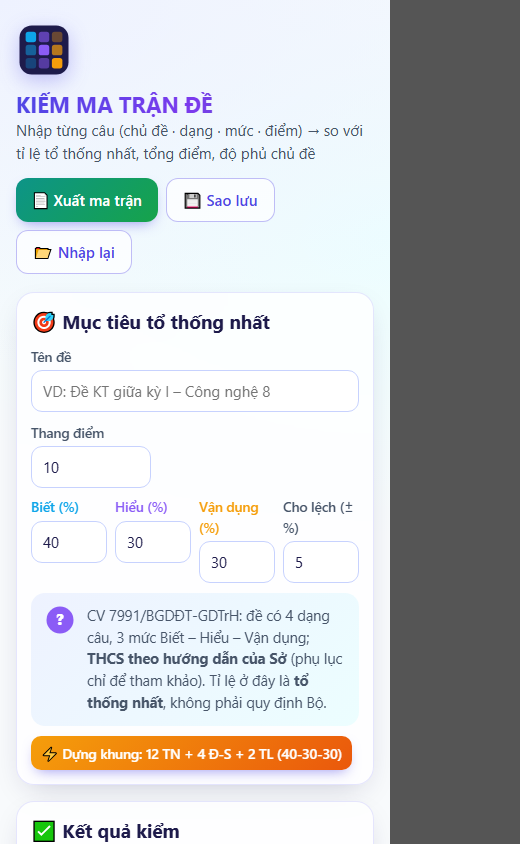 KIỂM MA TRẬN ĐỀ
Nhập từng câu (chủ đề · dạng · mức · điểm) → so với
tỉ lệ tổ thống nhất, tổng điểm, độ phủ chủ đề
Xuất ma trận
Sao lưu
Nhập lại
Mục tiêu tổ thống nhất
Tên đề
VD: Đề KT giữa kỳ I – Công nghệ 8
Thang điểm
10
Biết (%)
40
Hiểu (%)
30
Vận dụng
(%)
30
Cho lệch (±
%)
5
?
CV 7991/BGDĐT-GDTrH: đề có 4 dạng
câu, 3 mức Biết – Hiểu – Vận dụng;
THCS theo hướng dẫn của Sở (phụ lục
chỉ để tham khảo). Tỉ lệ ở đây là tổ
thống nhất, không phải quy định Bộ.
Dựng khung: 12 TN + 4 Đ-S + 2 TL (40-30-30)
Kết quả kiểm